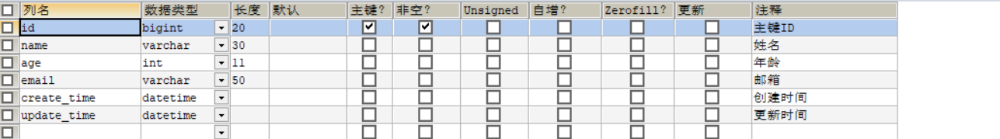 列名 数据类型 长度 默认 主键? 非空? Unsigned 自增? Zerofill? 更新 注释
id bigint 20 主键ID
name varchar 30 姓名
age int 11 年龄
email varchar 50 邮箱
create_time datetime 创建时间
update_time datetime 更新时间